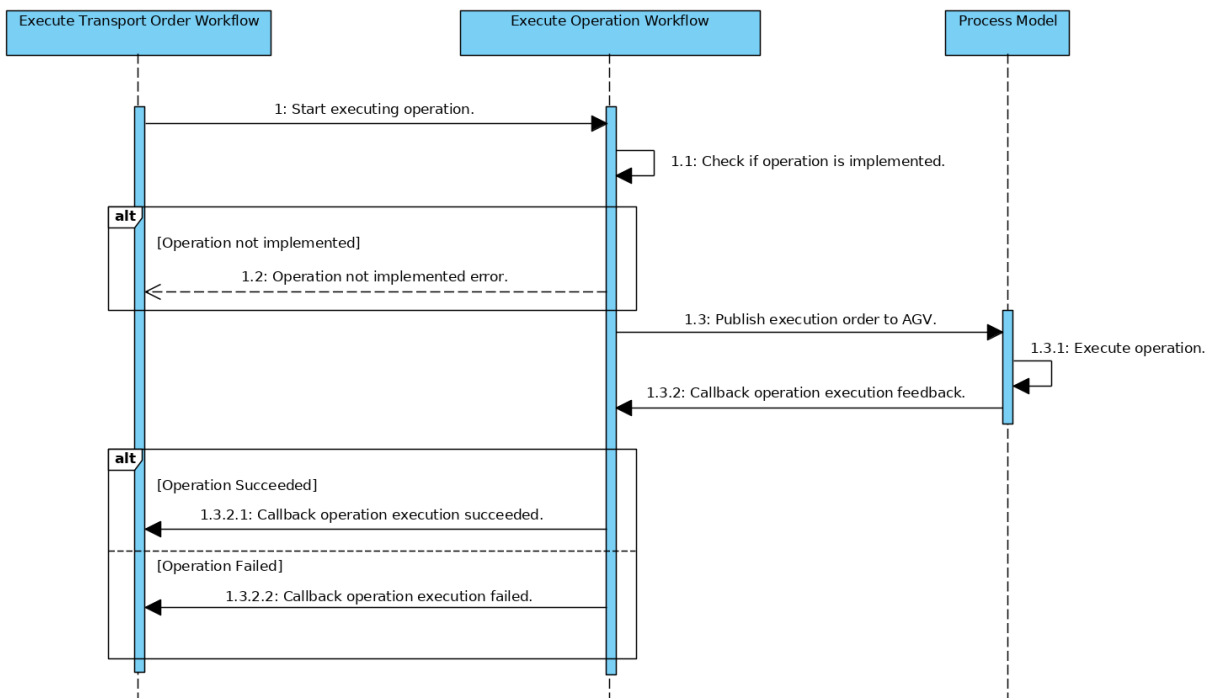 Execute Transport Order Workflow
Execute Operation Workflow
Process Model
1: Start executing operation.
1.1: Check if operation is implemented.
alt
[Operation not implemented]
1.2: Operation not implemented error.
1.3: Publish execution order to AGV.
1.3.1: Execute operation.
1.3.2: Callback operation execution feedback.
alt
[Operation Succeeded]
1.3.2.1: Callback operation execution succeeded.
[Operation Failed]
1.3.2.2: Callback operation execution failed.